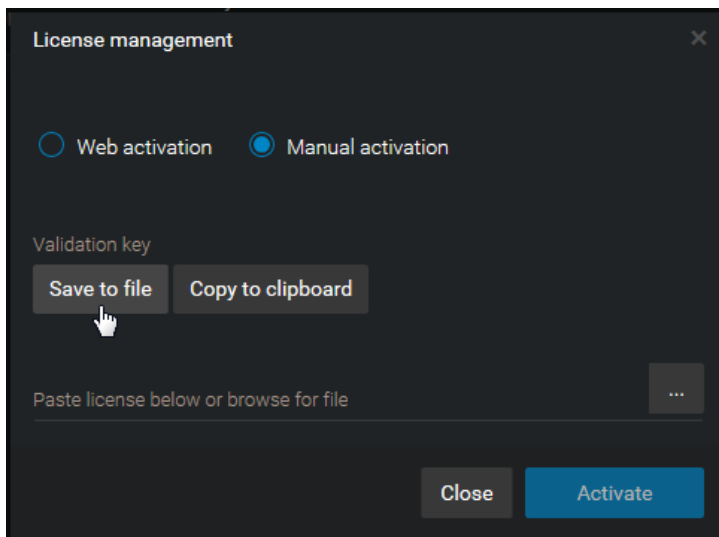 License management
Web activation Manual activation
Validation key
Save to file Copy to clipboard
Paste license below or browse for file ...
Close Activate